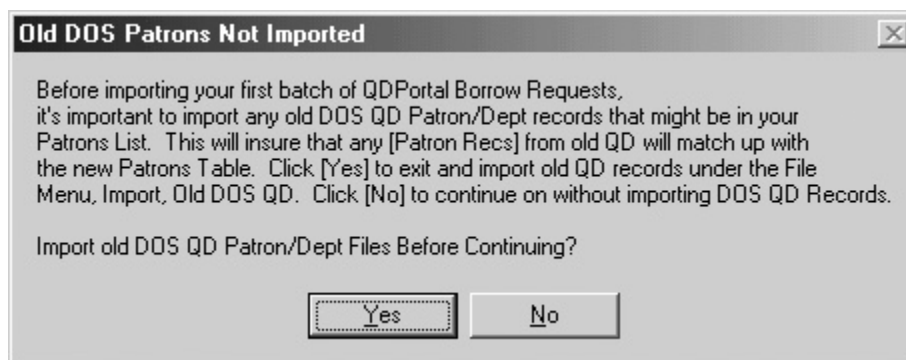 Old DOS Patrons Not Imported
Before importing your first batch of QDPortal Borrow Requests,
it's important to import any old DOS QD Patron/Dept records that might be in your
Patrons List.  This will insure that any [Patron Recs] from old QD will match up with
the new Patrons Table.  Click [Yes] to exit and import old QD records under the File
Menu, Import, Old DOS QD.  Click [No] to continue on without importing DOS QD Records.
Import old DOS QD Patron/Dept Files Before Continuing?
Yes
No